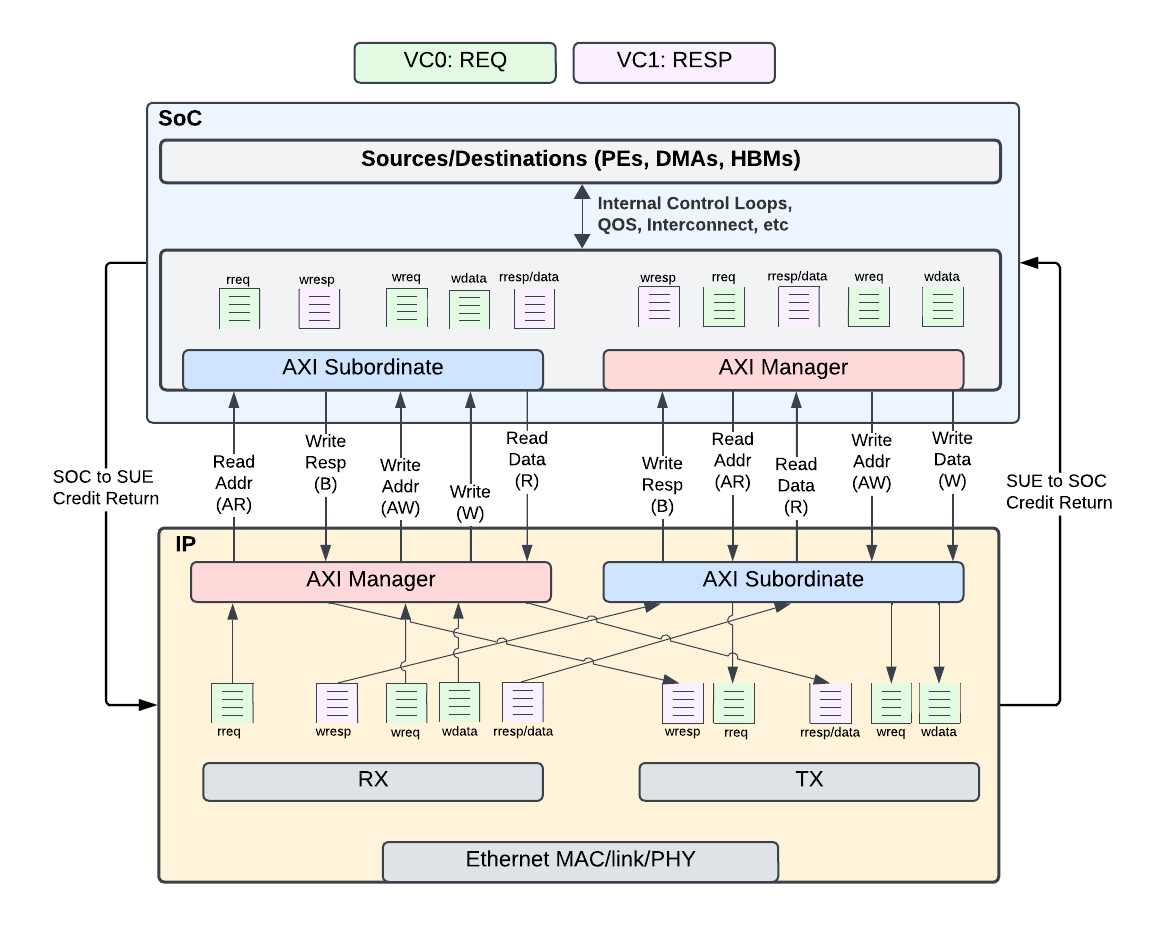 VC0: REQ
VC1: RESP
SoC
Sources/Destinations (PEs, DMAs, HBMs)
Internal Control Loops,
QOS, Interconnect, etc
rreq
wresp
wreq
wdata
rresp/data
wresp
rreq
rresp/data
wreq
wdata
AXI Subordinate
AXI Manager
Read
Addr
(AR)
Write
Resp
(B)
Write
Addr
(AW)
Write
(W)
Read
Data
(R)
Write
Resp
(B)
Read
Addr
(AR)
Read
Data
(R)
Write
Addr
(AW)
Write
Data
(W)
SOC to SUE
Credit Return
SUE to SOC
Credit Return
IP
AXI Manager
AXI Subordinate
rreq
wresp
wreq
wdata
rresp/data
wresp
rreq
rresp/data
wreq
wdata
RX
TX
Ethernet MAC/link/PHY